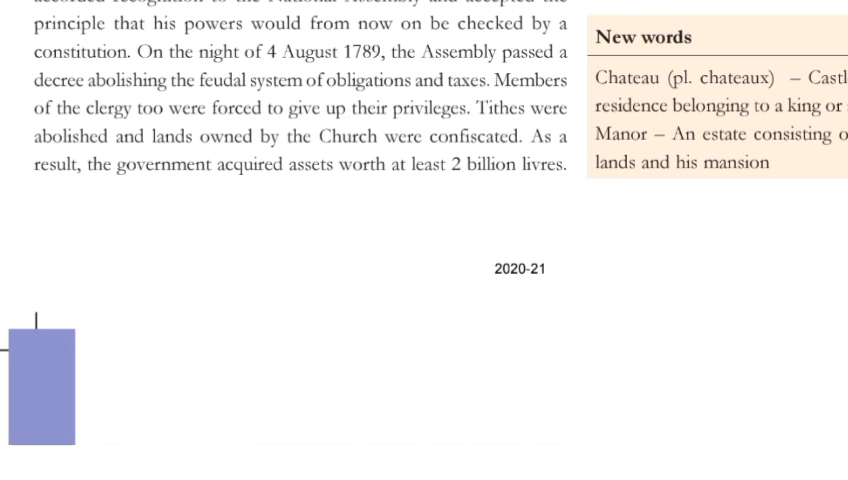 principle that his powers would from now on be checked by a
constitution. On the night of 4 August 1789, the Assembly passed a
decree abolishing the feudal system of obligations and taxes. Members
of the clergy too were forced to give up their privileges. Tithes were
abolished and lands owned by the Church were confiscated. As a
result, the government acquired assets worth at least 2 billion livres.
New words
Chateau (pl. chateaux) – Castl
residence belonging to a king or
Manor – An estate consisting o
lands and his mansion
2020-21